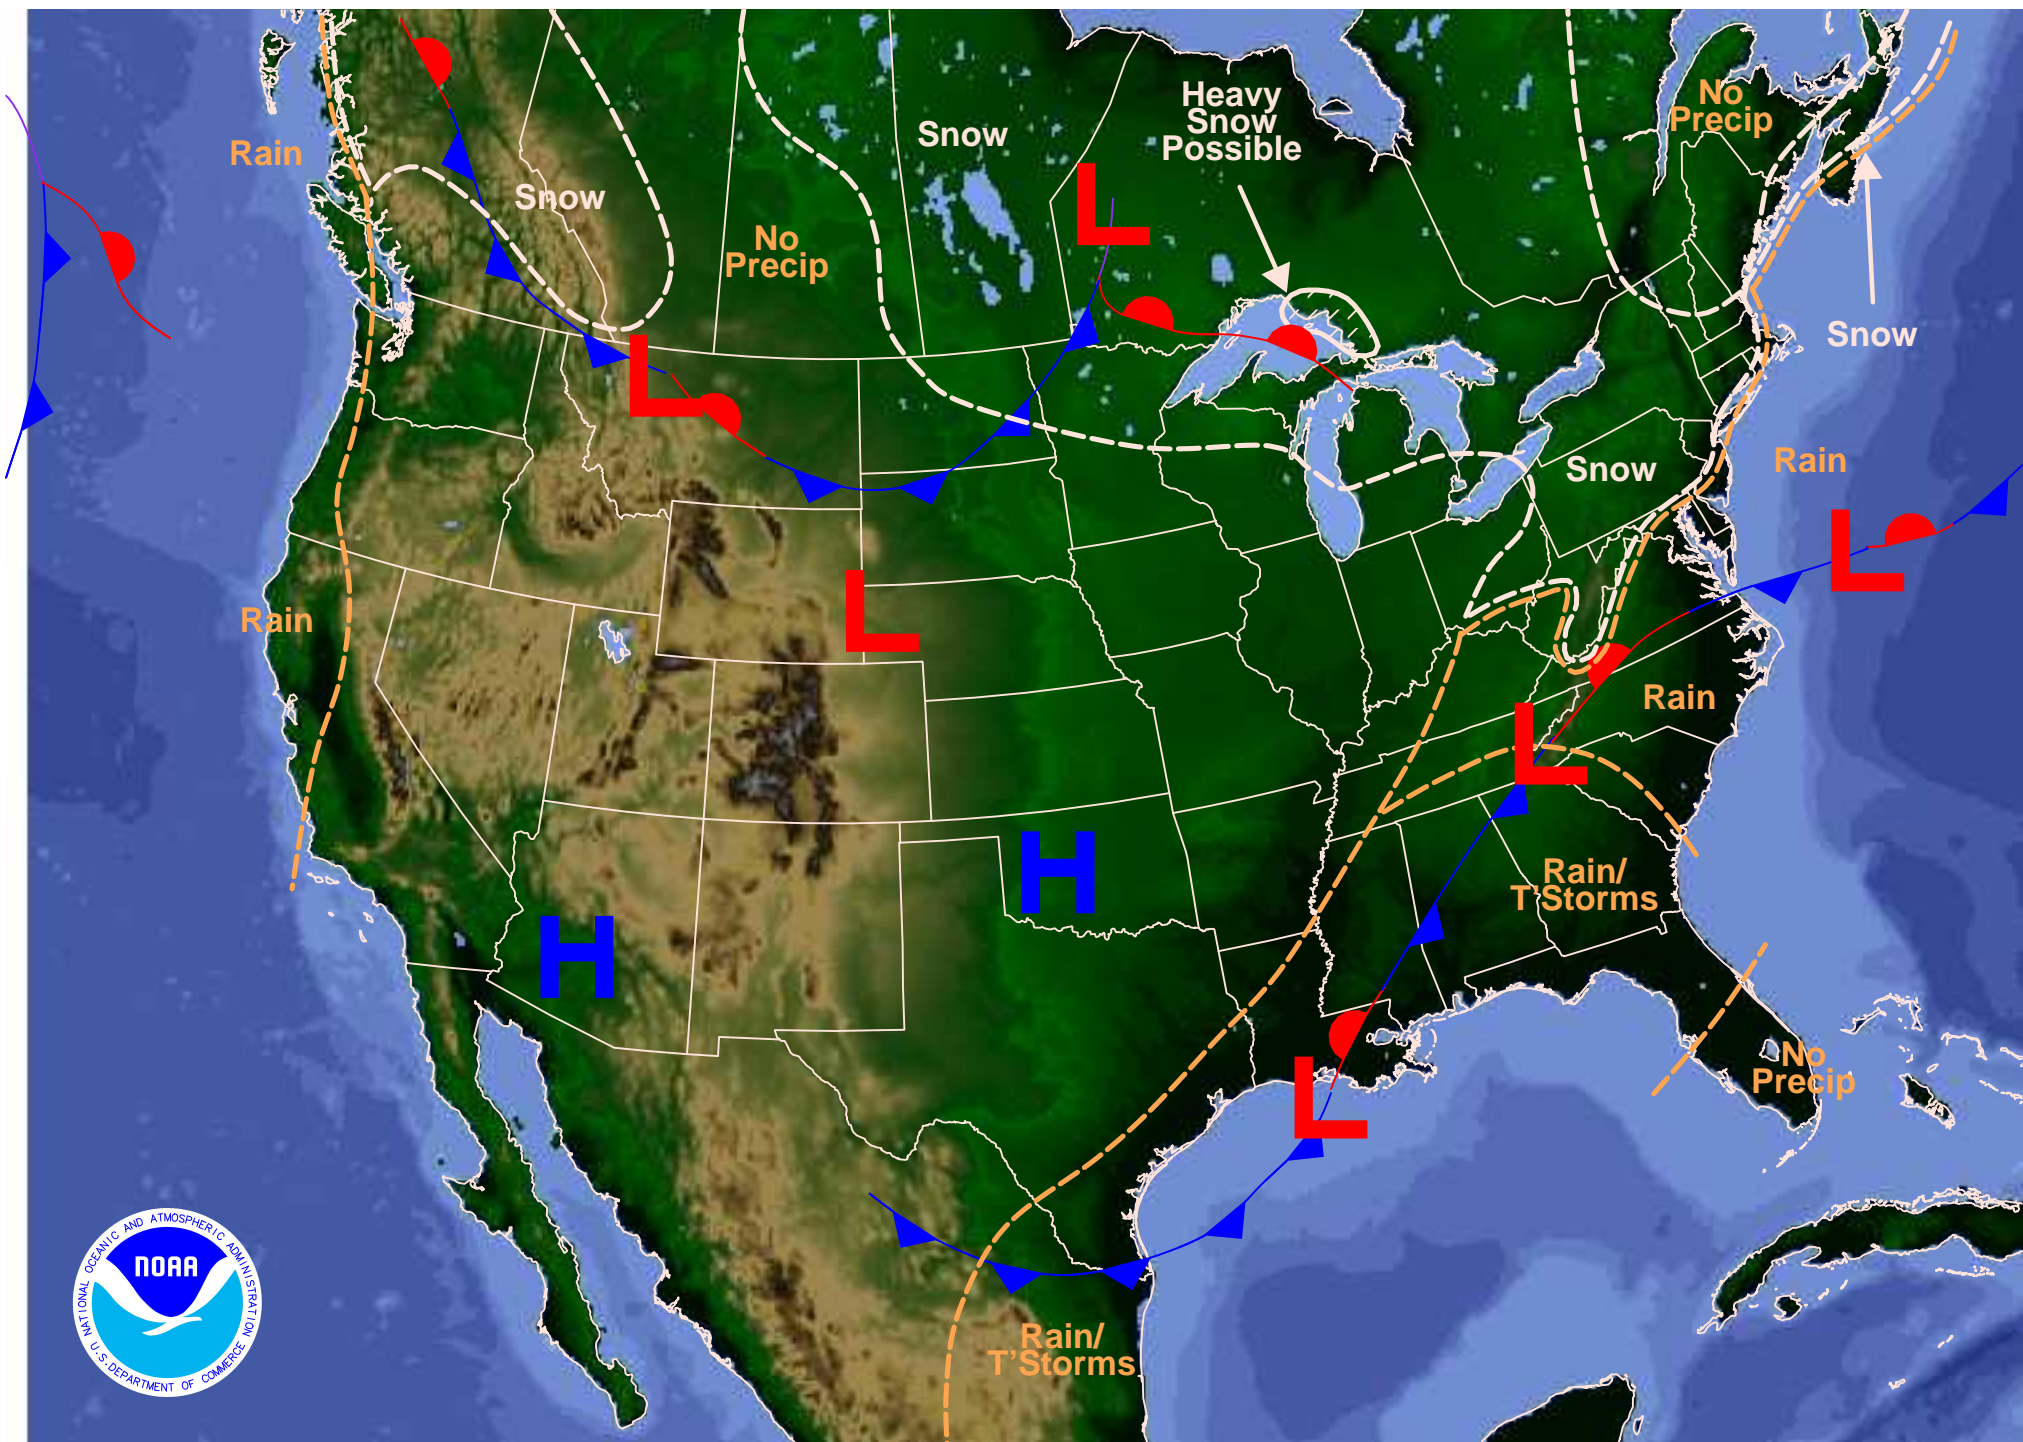 Heavy
Snow
Possible
No
Precip
Snow
Rain
Snow
No
Precip
L
Snow
L
Rain
Snow
L
L
Rain
Rain
L
H
Rain/
T'Storms
H
L
No
Precip
Rain/
T'Storms
NATIONAL OCEANIC AND ATMOSPHERIC ADMINISTRATION
NOAA
U.S. DEPARTMENT OF COMMERCE